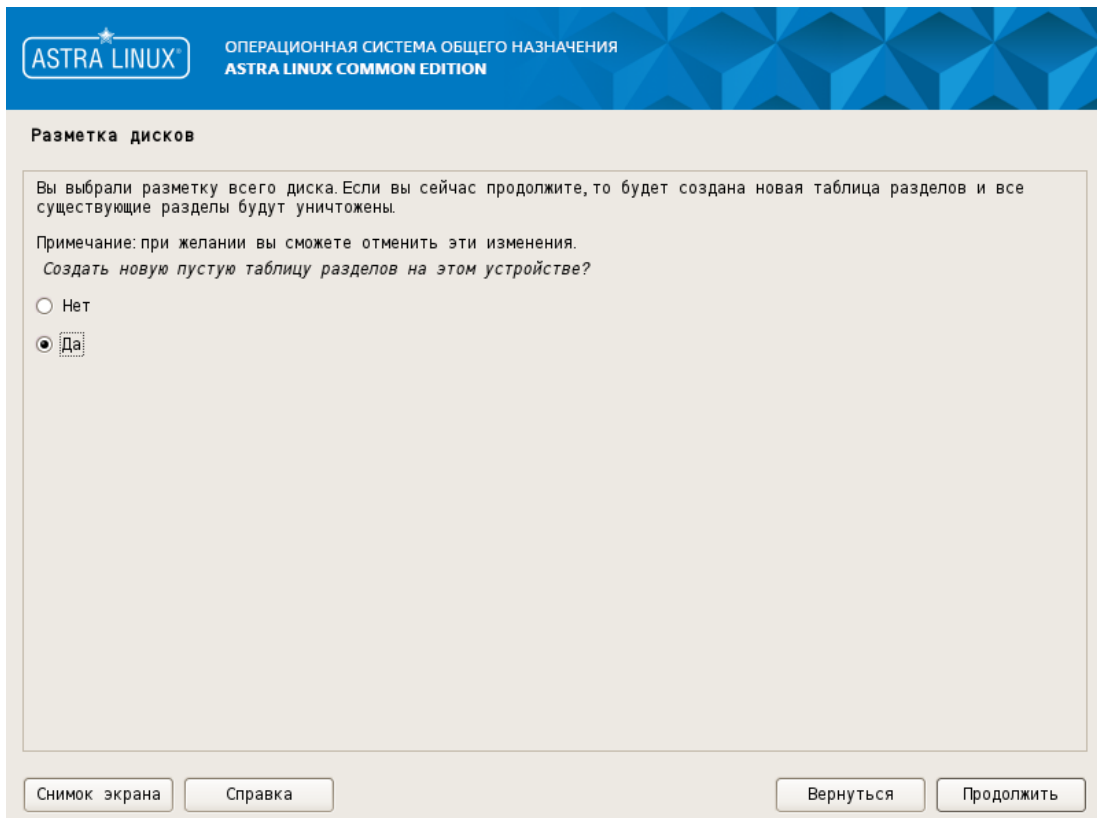 ASTRA LINUX®
ОПЕРАЦИОННАЯ СИСТЕМА ОБЩЕГО НАЗНАЧЕНИЯ
ASTRA LINUX COMMON EDITION
Разметка дисков
Вы выбрали разметку всего диска. Если вы сейчас продолжите, то будет создана новая таблица разделов и все
существующие разделы будут уничтожены.
Примечание: при желании вы сможете отменить эти изменения.
Создать новую пустую таблицу разделов на этом устройстве?
Нет
Да
Снимок экрана
Справка
Вернуться
Продолжить